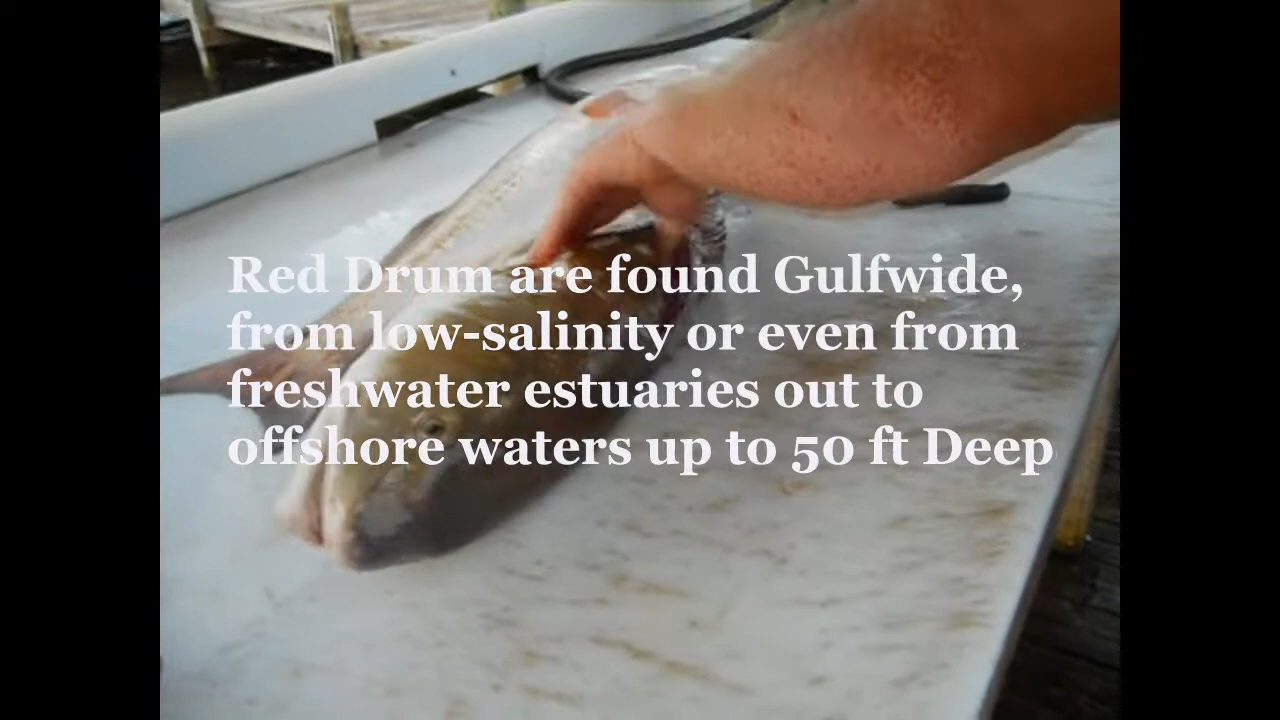 Red Drum are found Gulfwide,
from low-salinity or even from
freshwater estuaries out to
offshore waters up to 50 ft Deep